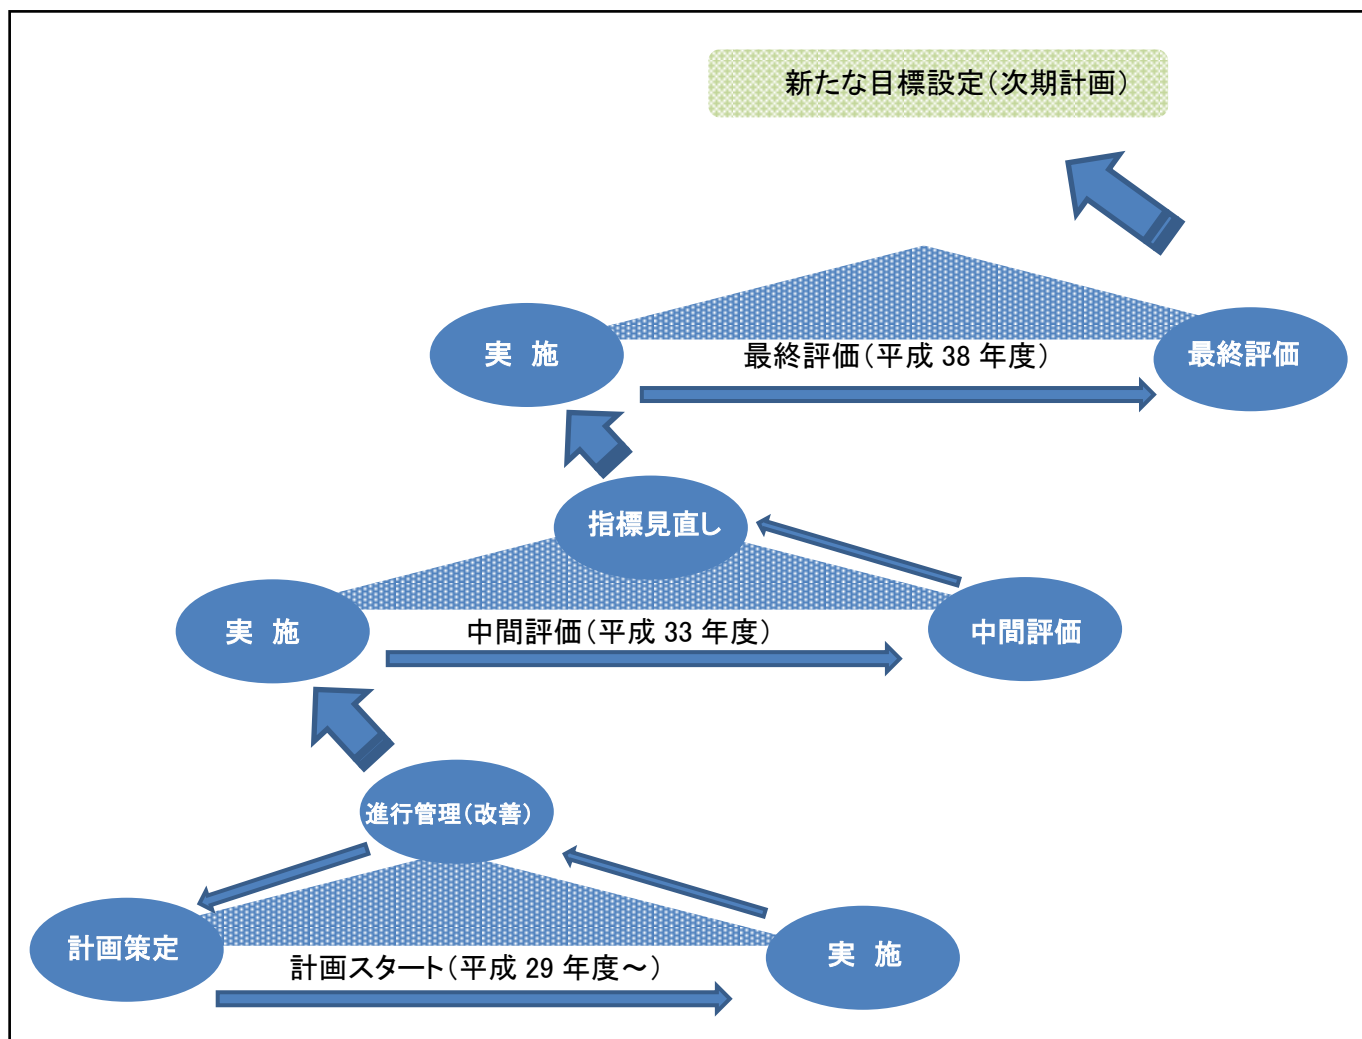 新たな目標設定（次期計画）
実　施
最終評価（平成 38 年度）
最終評価
指標見直し
実　施
中間評価（平成 33 年度）
中間評価
進行管理（改善）
計画策定
計画スタート（平成 29 年度～）
実　施